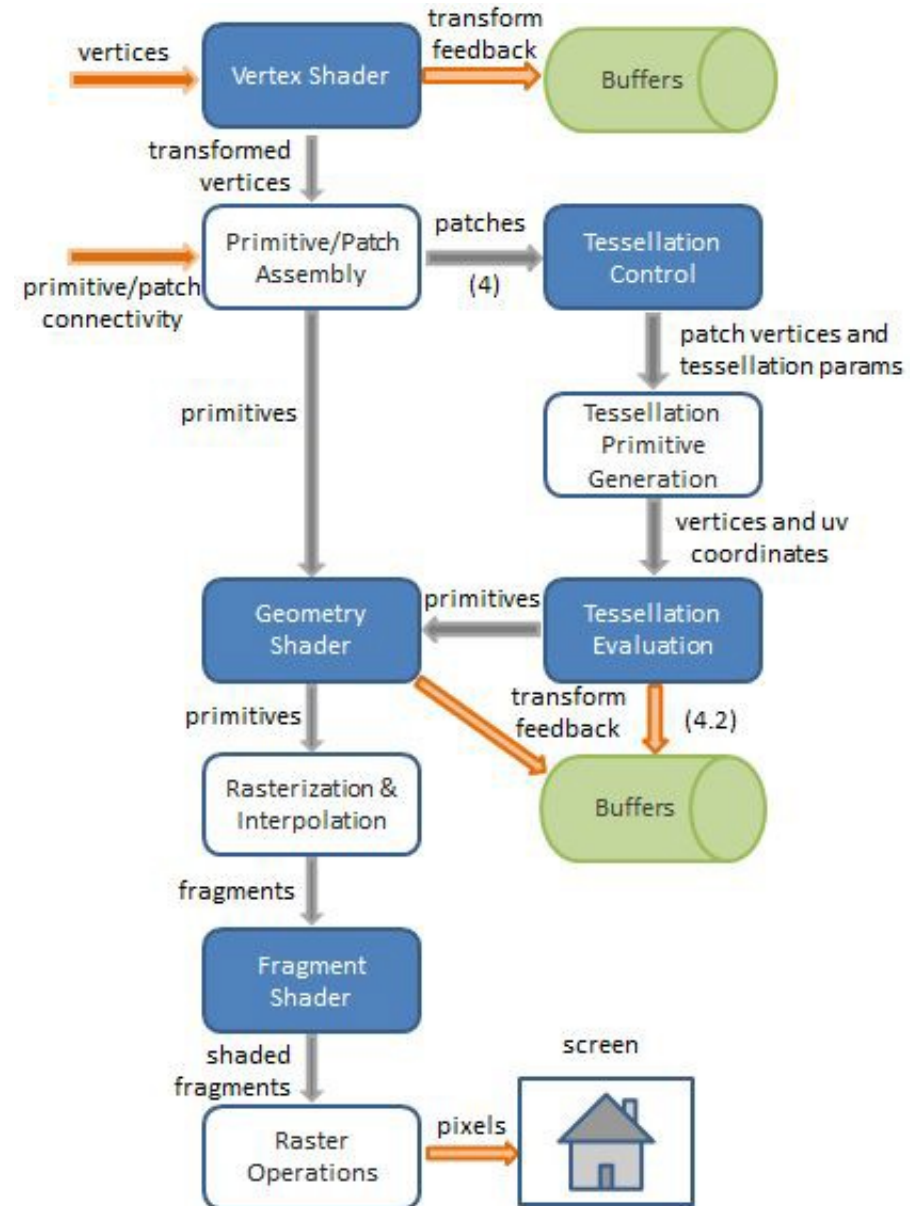 transform
feedback
vertices
Vertex Shader
Buffers
transformed
vertices
Primitive/Patch
Assembly
patches
(4)
Tessellation
Control
primitive/patch
connectivity
patch vertices and
tessellation params
primitives
Tessellation
Primitive
Generation
vertices and uv
coordinates
Geometry
Shader
primitives
Tessellation
Evaluation
primitives
transform
feedback
(4.2)
Rasterization &
Interpolation
Buffers
fragments
Fragment
Shader
shaded
fragments
screen
Raster
Operations
pixels